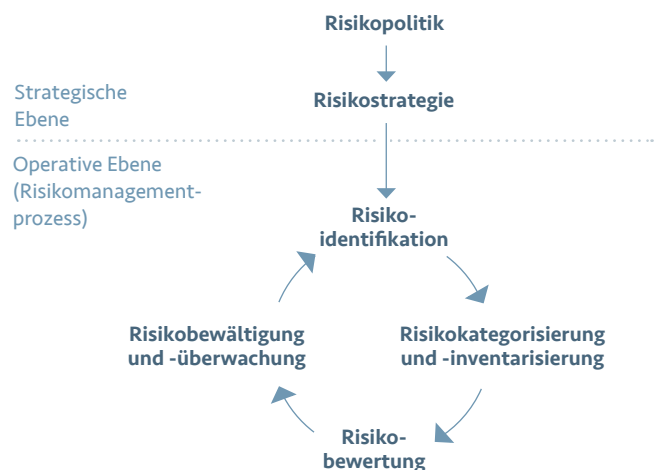 Risikopolitik
Strategische
Ebene
Risikostrategie
Operative Ebene
(Risikomanagement-
prozess)
Risiko-
identifikation
Risikobewältigung
und -überwachung
Risikokategorisierung
und -inventarisierung
Risiko-
bewertung